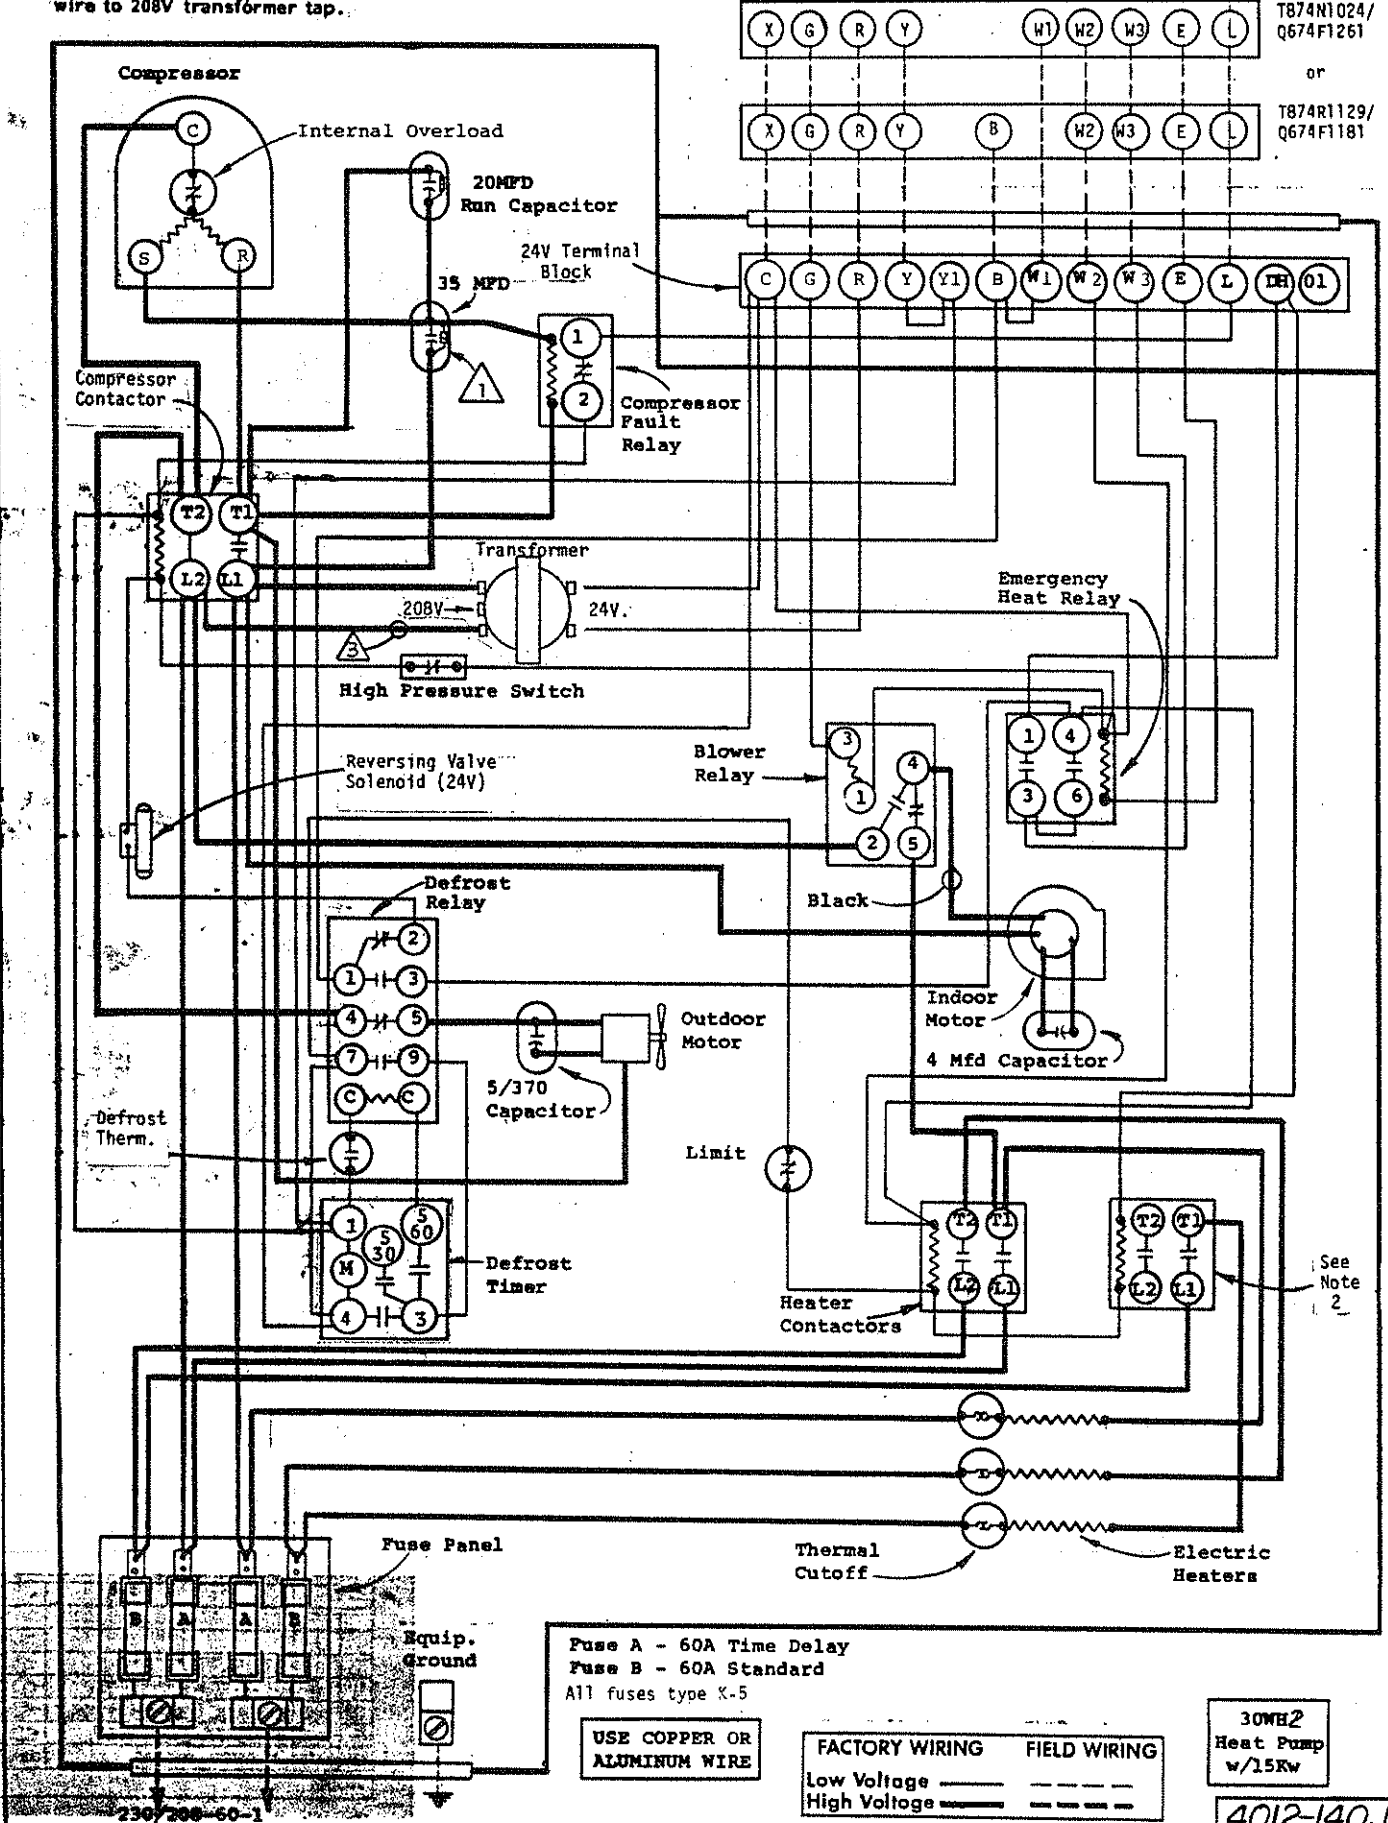 wire to 208V transformer tap.
X G R Y W1 W2 W3 E L
T874N1024/
Q674F1261
or
X G R Y B W2 W3 E L
T874R1129/
Q674F1181
Compressor
C
Internal Overload
S R
20MFD
Run Capacitor
24V Terminal
Block
C G R Y Y1 B W1 W2 W3 E L DH O1
35 MFD
1
1
2
Compressor
Fault
Relay
Compressor
Contactor
T2 T1
L2 L1
Transformer
208V
24V.
3
High Pressure Switch
Emergency
Heat Relay
1 4
3 6
Blower
Relay
3 4
1
2 5
Reversing Valve
Solenoid (24V)
Black
Defrost
Relay
2
1 3
4 5
7 9
C C
Outdoor
Motor
5/370
Capacitor
Indoor
Motor
4 Mfd Capacitor
Defrost
Therm.
Limit
1
5
60
5
30
M
4 3
Defrost
Timer
T2 T1
L2 L1
T2 T1
L2 L1
Heater
Contactors
See
Note
2
Thermal
Cutoff
Electric
Heaters
Fuse Panel
B A A B
Equip.
Ground
Fuse A - 60A Time Delay
Fuse B - 60A Standard
All fuses type K-5
USE COPPER OR
ALUMINUM WIRE
FACTORY WIRING FIELD WIRING
Low Voltage
High Voltage
30WH2
Heat Pump
w/15Kw
230/208-60-1